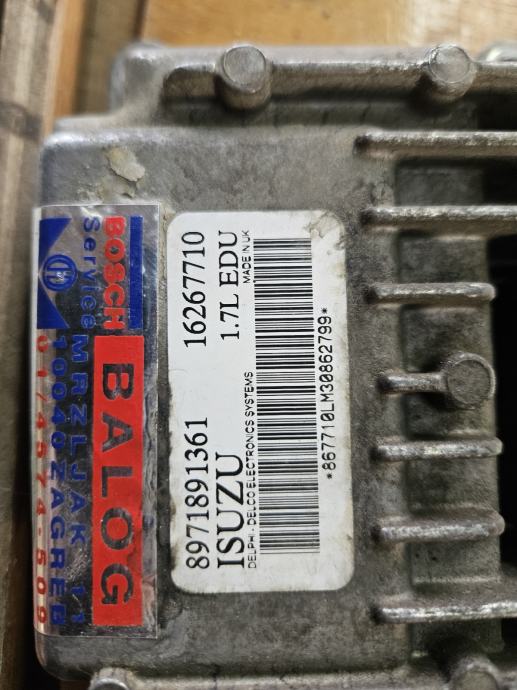 8971891361 16267710
ISUZU 1.7L EDU
DELPHI-DELCO ELECTRONICS SYSTEMS MADE IN UK
*867710LM30862799*
BOSCH
Service
BALOG
MRZLJAK 11
10040 ZAGREB
01/4574-509